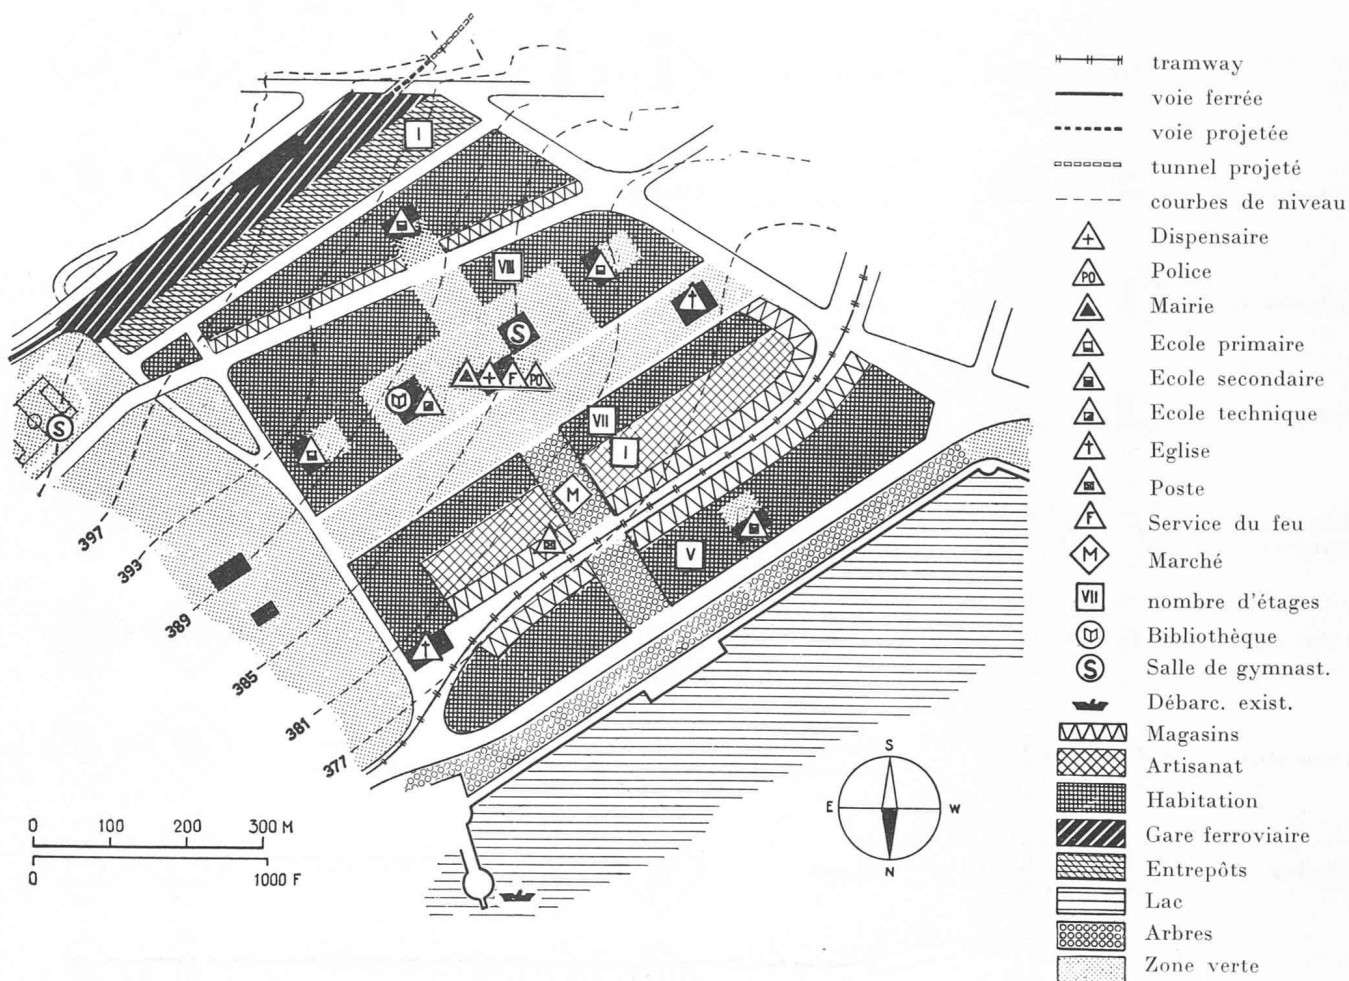 I
VIII
S
F
PO
VII
I
M
V
S
397
393
389
385
381
377
0 100 200 300 M
0 1000 F
S
E W
N
tramway
voie ferrée
voie projetée
tunnel projeté
courbes de niveau
Dispensaire
PO Police
Mairie
Ecole primaire
Ecole secondaire
Ecole technique
Eglise
Poste
F Service du feu
M Marché
VII nombre d'étages
Bibliothèque
S Salle de gymnast.
Débarc. exist.
Magasins
Artisanat
Habitation
Gare ferroviaire
Entrepôts
Lac
Arbres
Zone verte